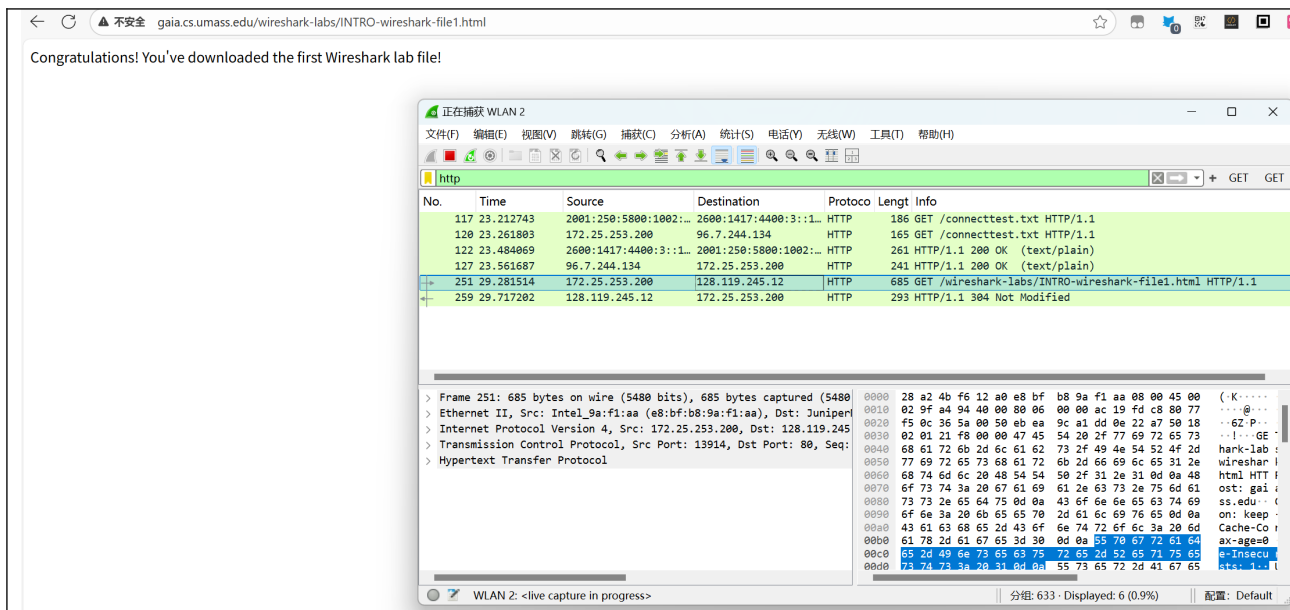 不安全 gaia.cs.umass.edu/wireshark-labs/INTRO-wireshark-file1.html
0
Congratulations! You've downloaded the first Wireshark lab file!
正在捕获 WLAN 2
文件(F) 编辑(E) 视图(V) 跳转(G) 捕获(C) 分析(A) 统计(S) 电话(Y) 无线(W) 工具(T) 帮助(H)
http + GET GET
No. Time Source Destination Protoco Lengt Info
117 23.212743 2001:250:5800:1002:… 2600:1417:4400:3::1… HTTP 186 GET /connecttest.txt HTTP/1.1
120 23.261803 172.25.253.200 96.7.244.134 HTTP 165 GET /connecttest.txt HTTP/1.1
122 23.484069 2600:1417:4400:3::1… 2001:250:5800:1002:… HTTP 261 HTTP/1.1 200 OK (text/plain)
127 23.561687 96.7.244.134 172.25.253.200 HTTP 241 HTTP/1.1 200 OK (text/plain)
251 29.281514 172.25.253.200 128.119.245.12 HTTP 685 GET /wireshark-labs/INTRO-wireshark-file1.html HTTP/1.1
259 29.717202 128.119.245.12 172.25.253.200 HTTP 293 HTTP/1.1 304 Not Modified
> Frame 251: 685 bytes on wire (5480 bits), 685 bytes captured (5480
> Ethernet II, Src: Intel_9a:f1:aa (e8:bf:b8:9a:f1:aa), Dst: Juniper
> Internet Protocol Version 4, Src: 172.25.253.200, Dst: 128.119.245
> Transmission Control Protocol, Src Port: 13914, Dst Port: 80, Seq:
> Hypertext Transfer Protocol
0000 28 a2 4b f6 12 a0 e8 bf b8 9a f1 aa 08 00 45 00 (·K·····
0010 02 9f a4 94 40 00 80 06 00 00 ac 19 fd c8 80 77 ····@···
0020 f5 0c 36 5a 00 50 eb ea 9c a1 dd 0e 22 a7 50 18 ··6Z·P··
0030 02 01 21 f8 00 00 47 45 54 20 2f 77 69 72 65 73 ··!···GE T
0040 68 61 72 6b 2d 6c 61 62 73 2f 49 4e 54 52 4f 2d hark-lab s
0050 77 69 72 65 73 68 61 72 6b 2d 66 69 6c 65 31 2e wireshar k
0060 68 74 6d 6c 20 48 54 54 50 2f 31 2e 31 0d 0a 48 html HTT P
0070 6f 73 74 3a 20 67 61 69 61 2e 63 73 2e 75 6d 61 ost: gai a
0080 73 73 2e 65 64 75 0d 0a 43 6f 6e 6e 65 63 74 69 ss.edu·· C
0090 6f 6e 3a 20 6b 65 65 70 2d 61 6c 69 76 65 0d 0a on: keep -
00a0 43 61 63 68 65 2d 43 6f 6e 74 72 6f 6c 3a 20 6d Cache-Co n
00b0 61 78 2d 61 67 65 3d 30 0d 0a 55 70 67 72 61 64 ax-age=0
00c0 65 2d 49 6e 73 65 63 75 72 65 2d 52 65 71 75 65 e-Insecu r
00d0 73 74 73 3a 20 31 0d 0a 55 73 65 72 2d 41 67 65 sts: 1·· U
WLAN 2: <live capture in progress> 分组: 633 · Displayed: 6 (0.9%) 配置: Default